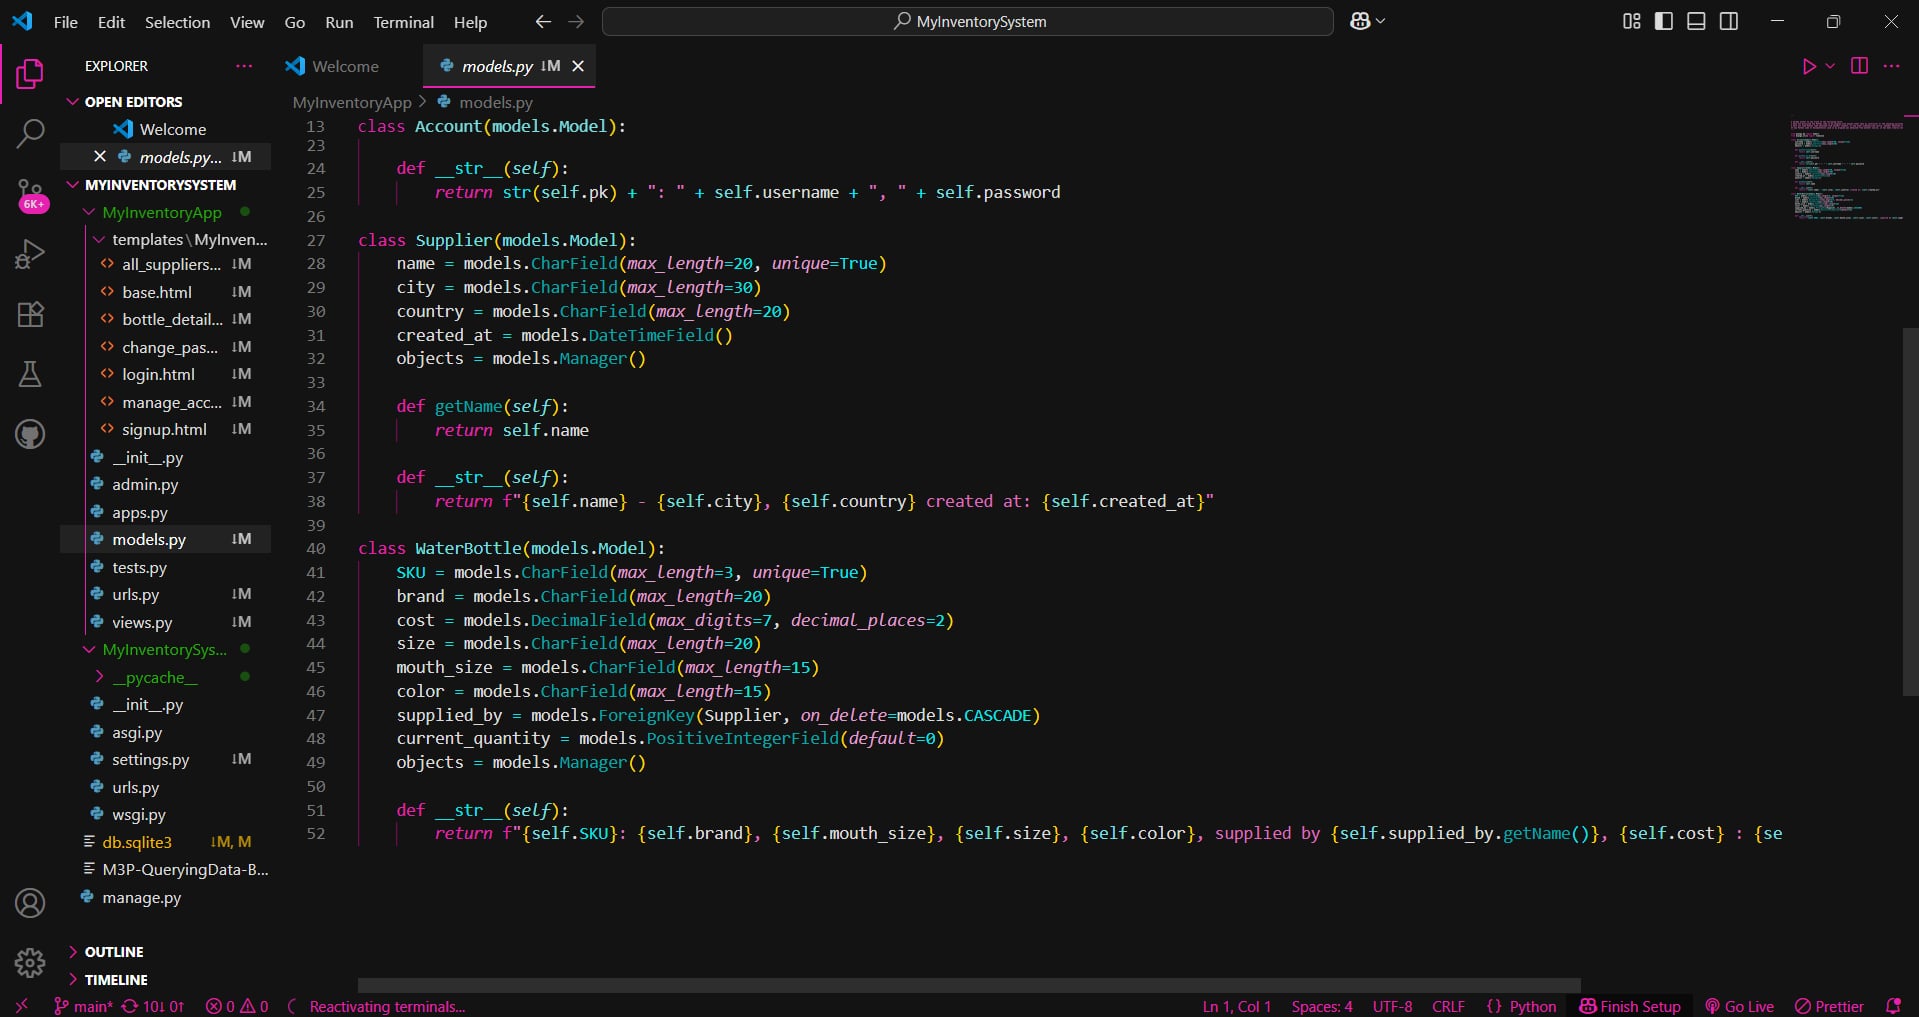 File Edit Selection View Go Run Terminal Help
MyInventorySystem
EXPLORER
Welcome
models.py ↓M
OPEN EDITORS
Welcome
models.py... ↓M
MYINVENTORYSYSTEM
6K+
MyInventoryApp
templates\MyInven...
all_suppliers... ↓M
base.html ↓M
bottle_detail... ↓M
change_pas... ↓M
login.html ↓M
manage_acc... ↓M
signup.html ↓M
__init__.py
admin.py
apps.py
models.py ↓M
tests.py
urls.py ↓M
views.py ↓M
MyInventorySys...
__pycache__
__init__.py
asgi.py
settings.py ↓M
urls.py
wsgi.py
db.sqlite3 ↓M, M
M3P-QueryingData-B...
manage.py
OUTLINE
TIMELINE
MyInventoryApp > models.py
13 class Account(models.Model):
23
24     def __str__(self):
25         return str(self.pk) + ": " + self.username + ", " + self.password
26
27 class Supplier(models.Model):
28     name = models.CharField(max_length=20, unique=True)
29     city = models.CharField(max_length=30)
30     country = models.CharField(max_length=20)
31     created_at = models.DateTimeField()
32     objects = models.Manager()
33
34     def getName(self):
35         return self.name
36
37     def __str__(self):
38         return f"{self.name} - {self.city}, {self.country} created at: {self.created_at}"
39
40 class WaterBottle(models.Model):
41     SKU = models.CharField(max_length=3, unique=True)
42     brand = models.CharField(max_length=20)
43     cost = models.DecimalField(max_digits=7, decimal_places=2)
44     size = models.CharField(max_length=20)
45     mouth_size = models.CharField(max_length=15)
46     color = models.CharField(max_length=15)
47     supplied_by = models.ForeignKey(Supplier, on_delete=models.CASCADE)
48     current_quantity = models.PositiveIntegerField(default=0)
49     objects = models.Manager()
50
51     def __str__(self):
52         return f"{self.SKU}: {self.brand}, {self.mouth_size}, {self.size}, {self.color}, supplied by {self.supplied_by.getName()}, {self.cost} : {se
main* 10↓ 0↑ 0 0 Reactivating terminals... Ln 1, Col 1 Spaces: 4 UTF-8 CRLF {} Python Finish Setup Go Live Prettier